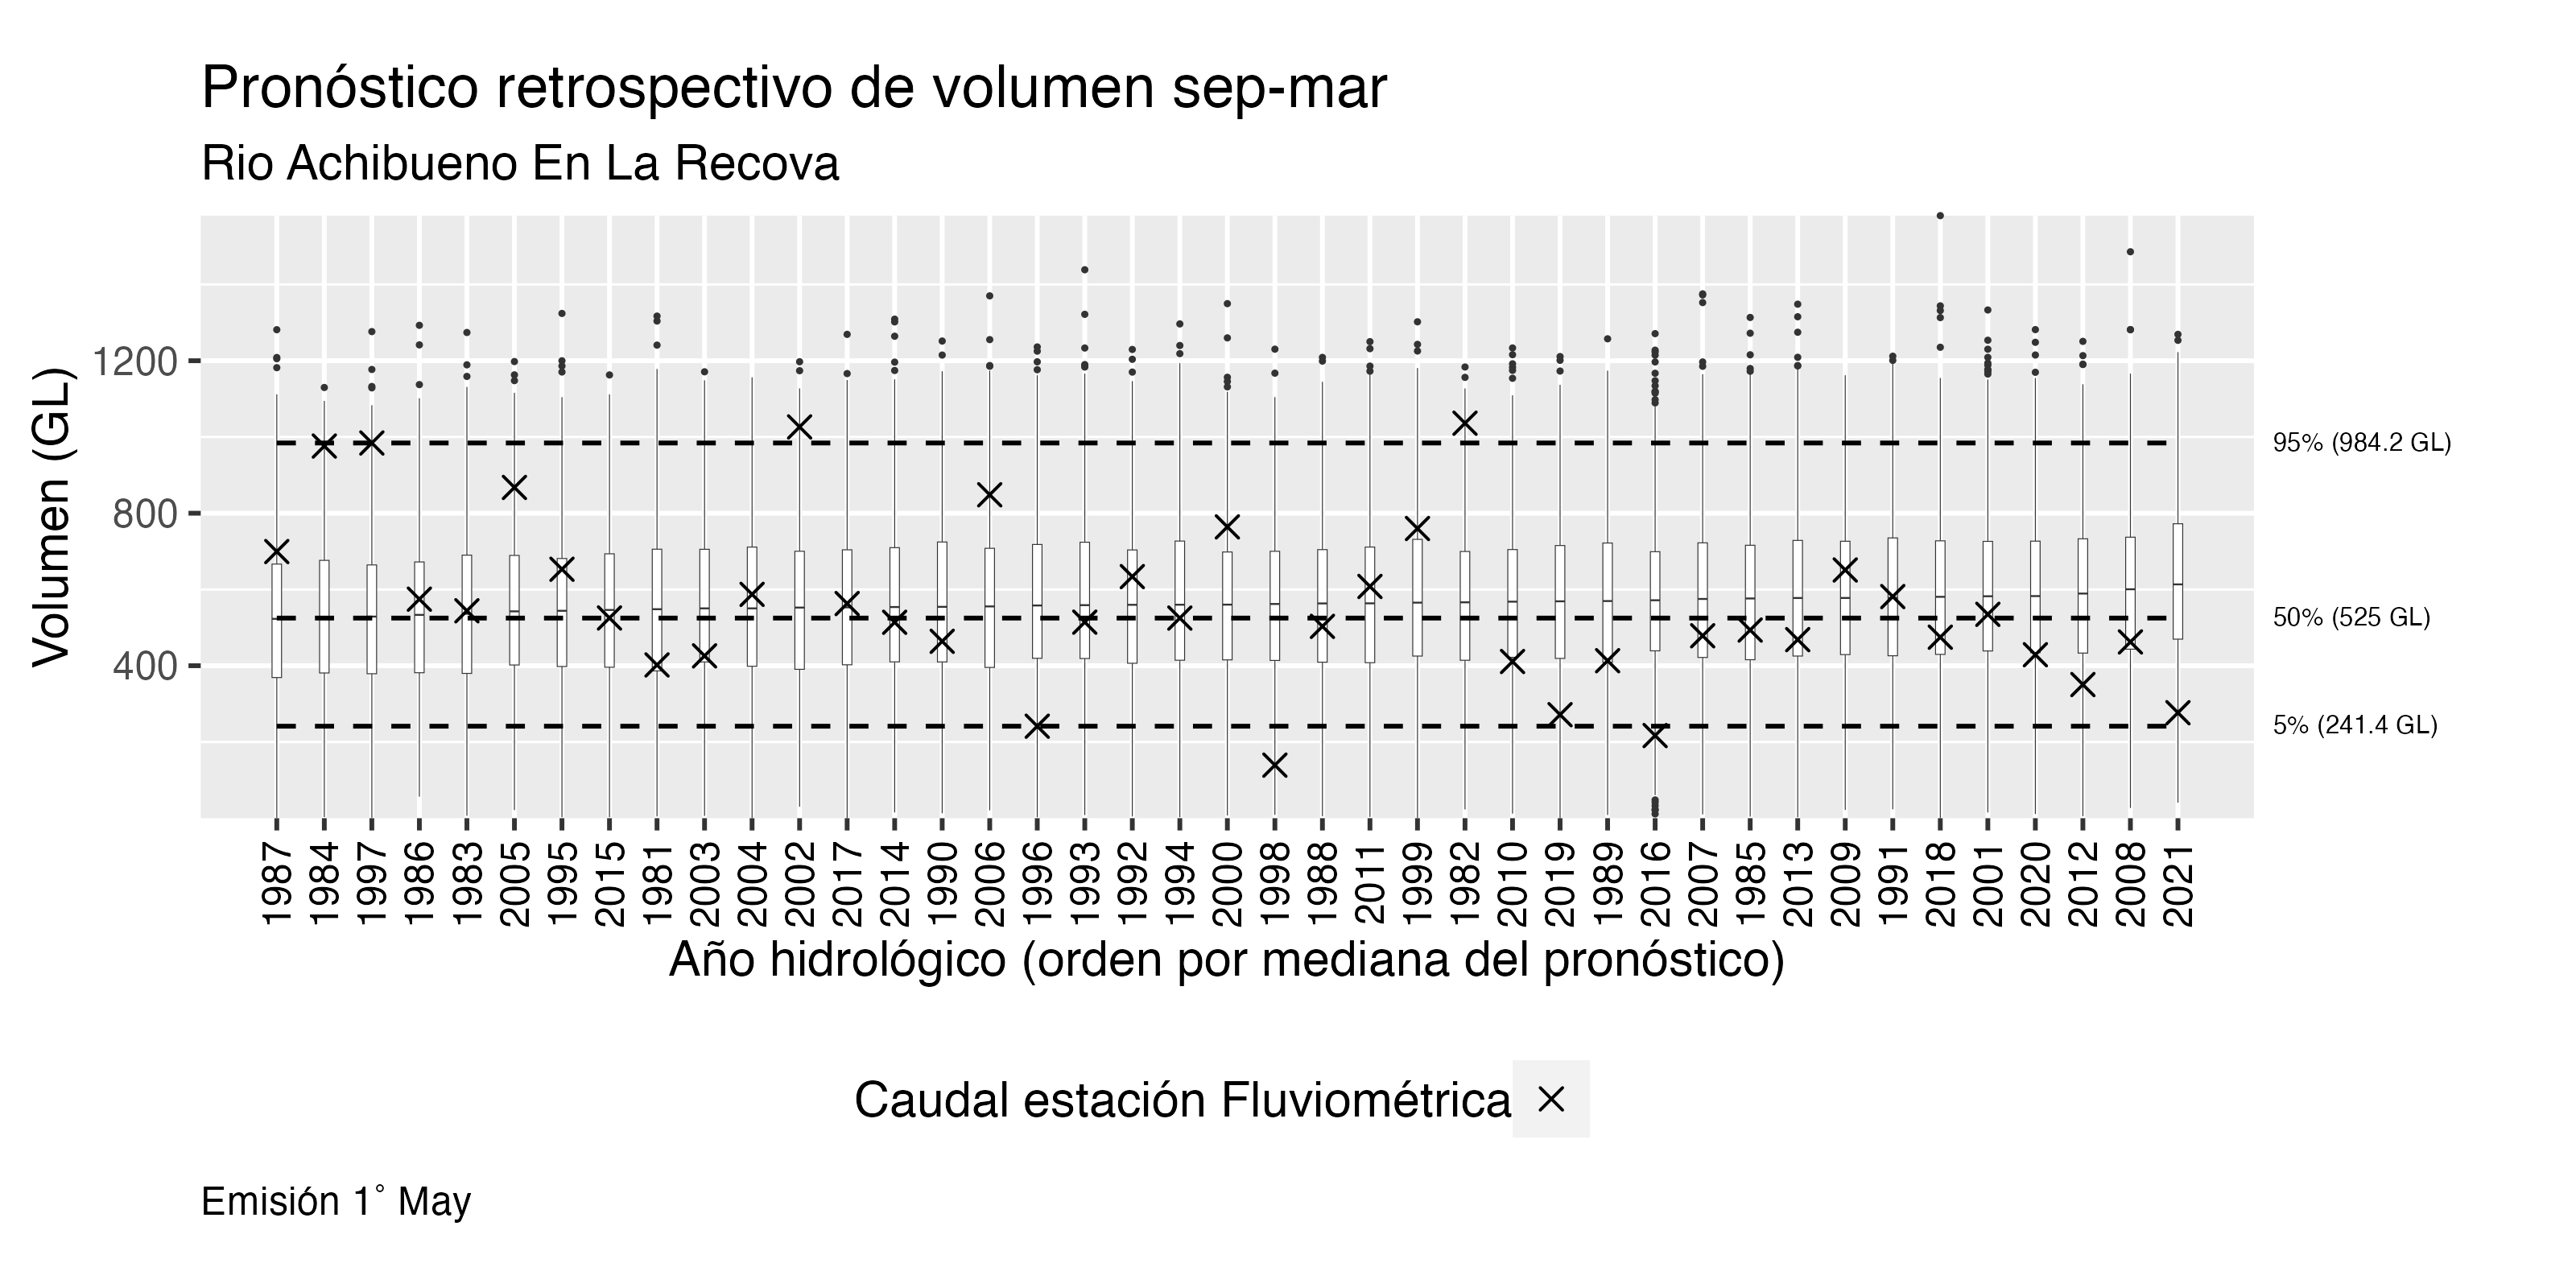 Pronóstico retrospectivo de volumen sep-mar
Rio Achibueno En La Recova
Volumen (GL)
1200
800
400
95% (984.2 GL)
50% (525 GL)
5% (241.4 GL)
1987 1984 1997 1986 1983 2005 1995 2015 1981 2003 2004 2002 2017 2014 1990 2006 1996 1993 1992 1994 2000 1998 1988 2011 1999 1982 2010 2019 1989 2016 2007 1985 2013 2009 1991 2018 2001 2020 2012 2008 2021
Año hidrológico (orden por mediana del pronóstico)
Caudal estación Fluviométrica
Emisión 1° May